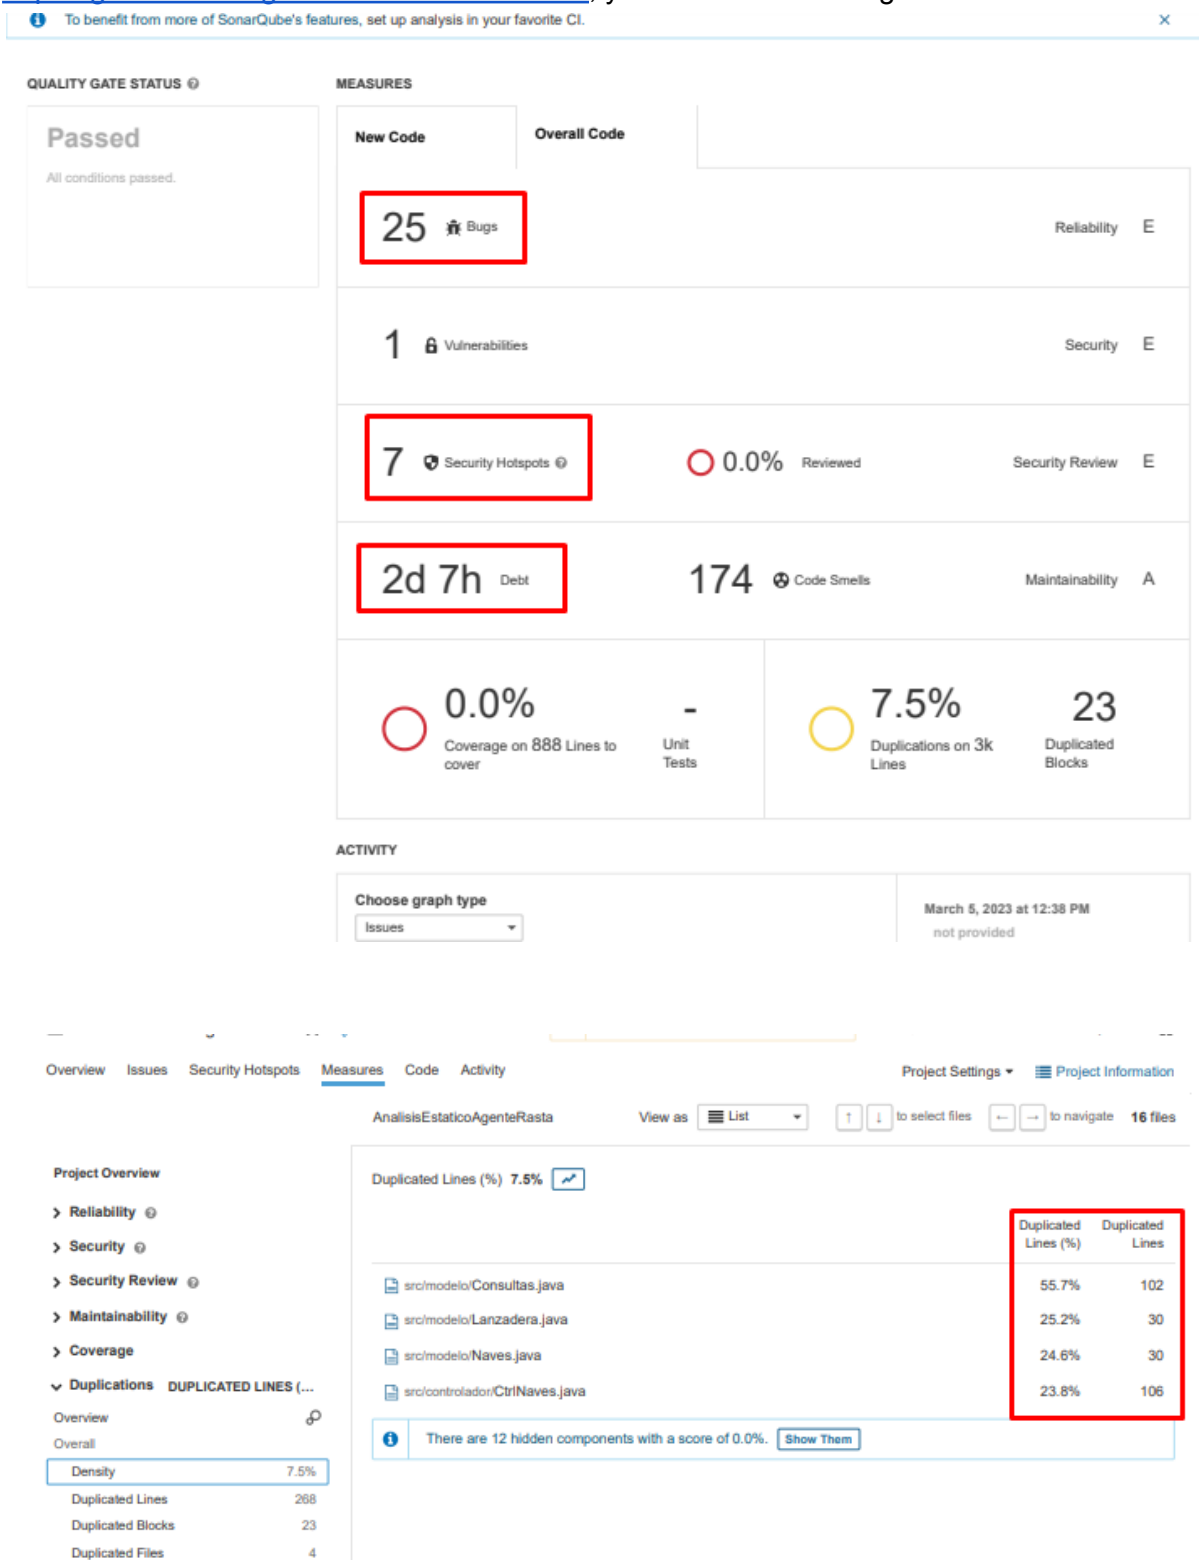 To benefit from more of SonarQube's features, set up analysis in your favorite CI.
QUALITY GATE STATUS
MEASURES
Passed
All conditions passed.
New Code
Overall Code
25 Bugs
Reliability E
1 Vulnerabilities
Security E
7 Security Hotspots
0.0% Reviewed
Security Review E
2d 7h Debt
174 Code Smells
Maintainability A
0.0%
Coverage on 888 Lines to cover
-
Unit Tests
7.5%
Duplications on 3k Lines
23
Duplicated Blocks
ACTIVITY
Choose graph type
Issues
March 5, 2023 at 12:38 PM
not provided
Overview Issues Security Hotspots Measures Code Activity
Project Settings Project Information
AnalisisEstaticoAgenteRasta
View as List
↑ ↓ to select files ← → to navigate 16 files
Project Overview
Reliability
Security
Security Review
Maintainability
Coverage
Duplications DUPLICATED LINES (...
Overview
Overall
Density 7.5%
Duplicated Lines 268
Duplicated Blocks 23
Duplicated Files 4
Duplicated Lines (%) 7.5%
Duplicated Lines (%) Duplicated Lines
src/modelo/Consultas.java 55.7% 102
src/modelo/Lanzadera.java 25.2% 30
src/modelo/Naves.java 24.6% 30
src/controlador/CtrlNaves.java 23.8% 106
There are 12 hidden components with a score of 0.0%. Show Them